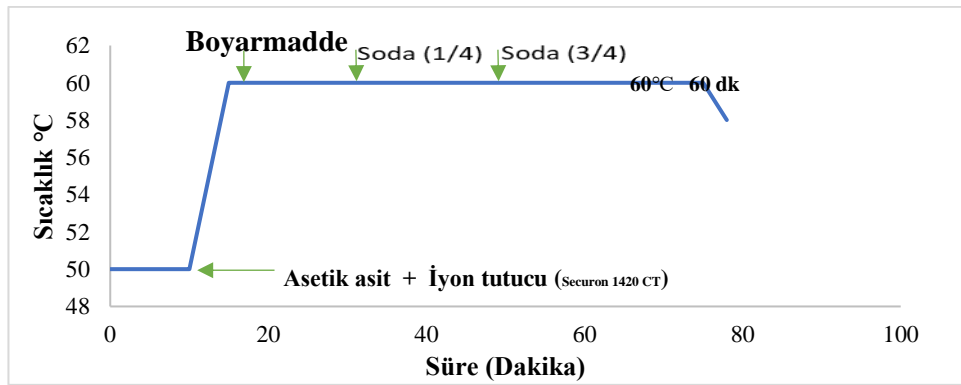 Boyarmadde
Soda (1/4)
Soda (3/4)
62
60
58
56
54
52
50
48
Sıcaklık °C
60°C 60 dk
Asetik asit + İyon tutucu (Securon 1420 CT)
0
20
40
60
80
100
Süre (Dakika)